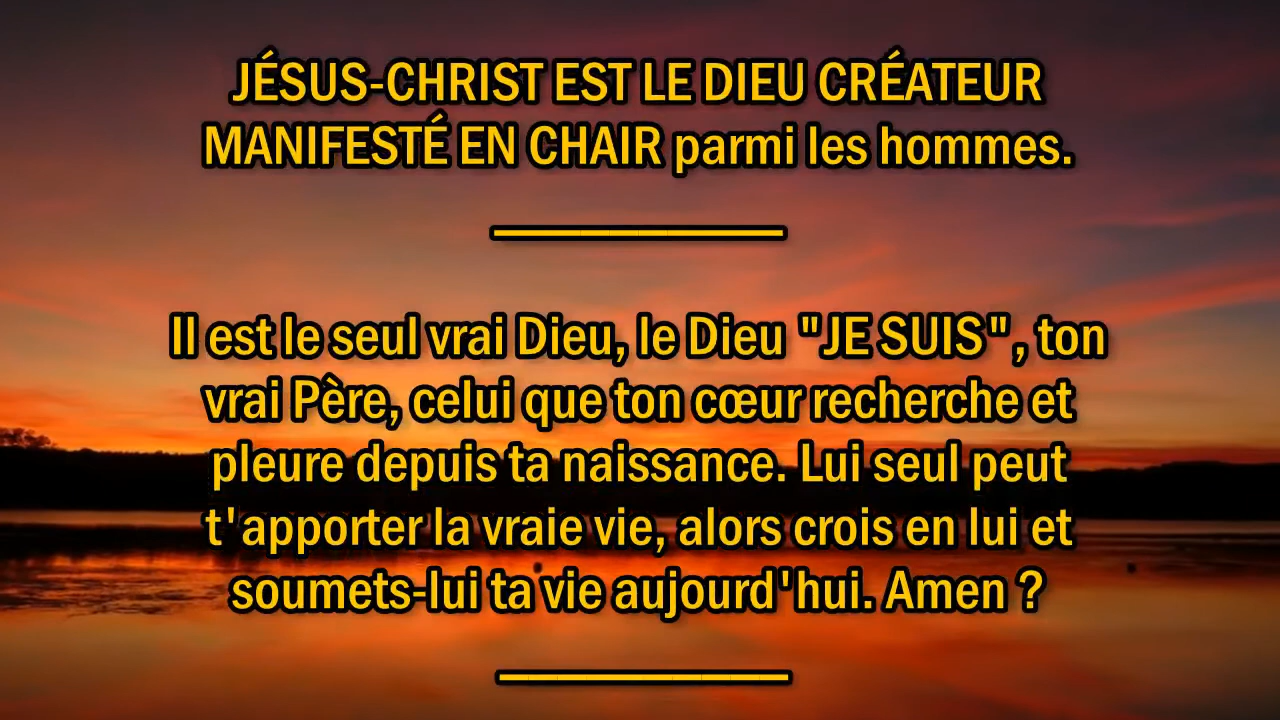 JÉSUS-CHRIST EST LE DIEU CRÉATEUR
MANIFESTÉ EN CHAIR parmi les hommes.
Il est le seul vrai Dieu, le Dieu "JE SUIS", ton
vrai Père, celui que ton cœur recherche et
pleure depuis ta naissance. Lui seul peut
t'apporter la vraie vie, alors crois en lui et
soumets-lui ta vie aujourd'hui. Amen ?